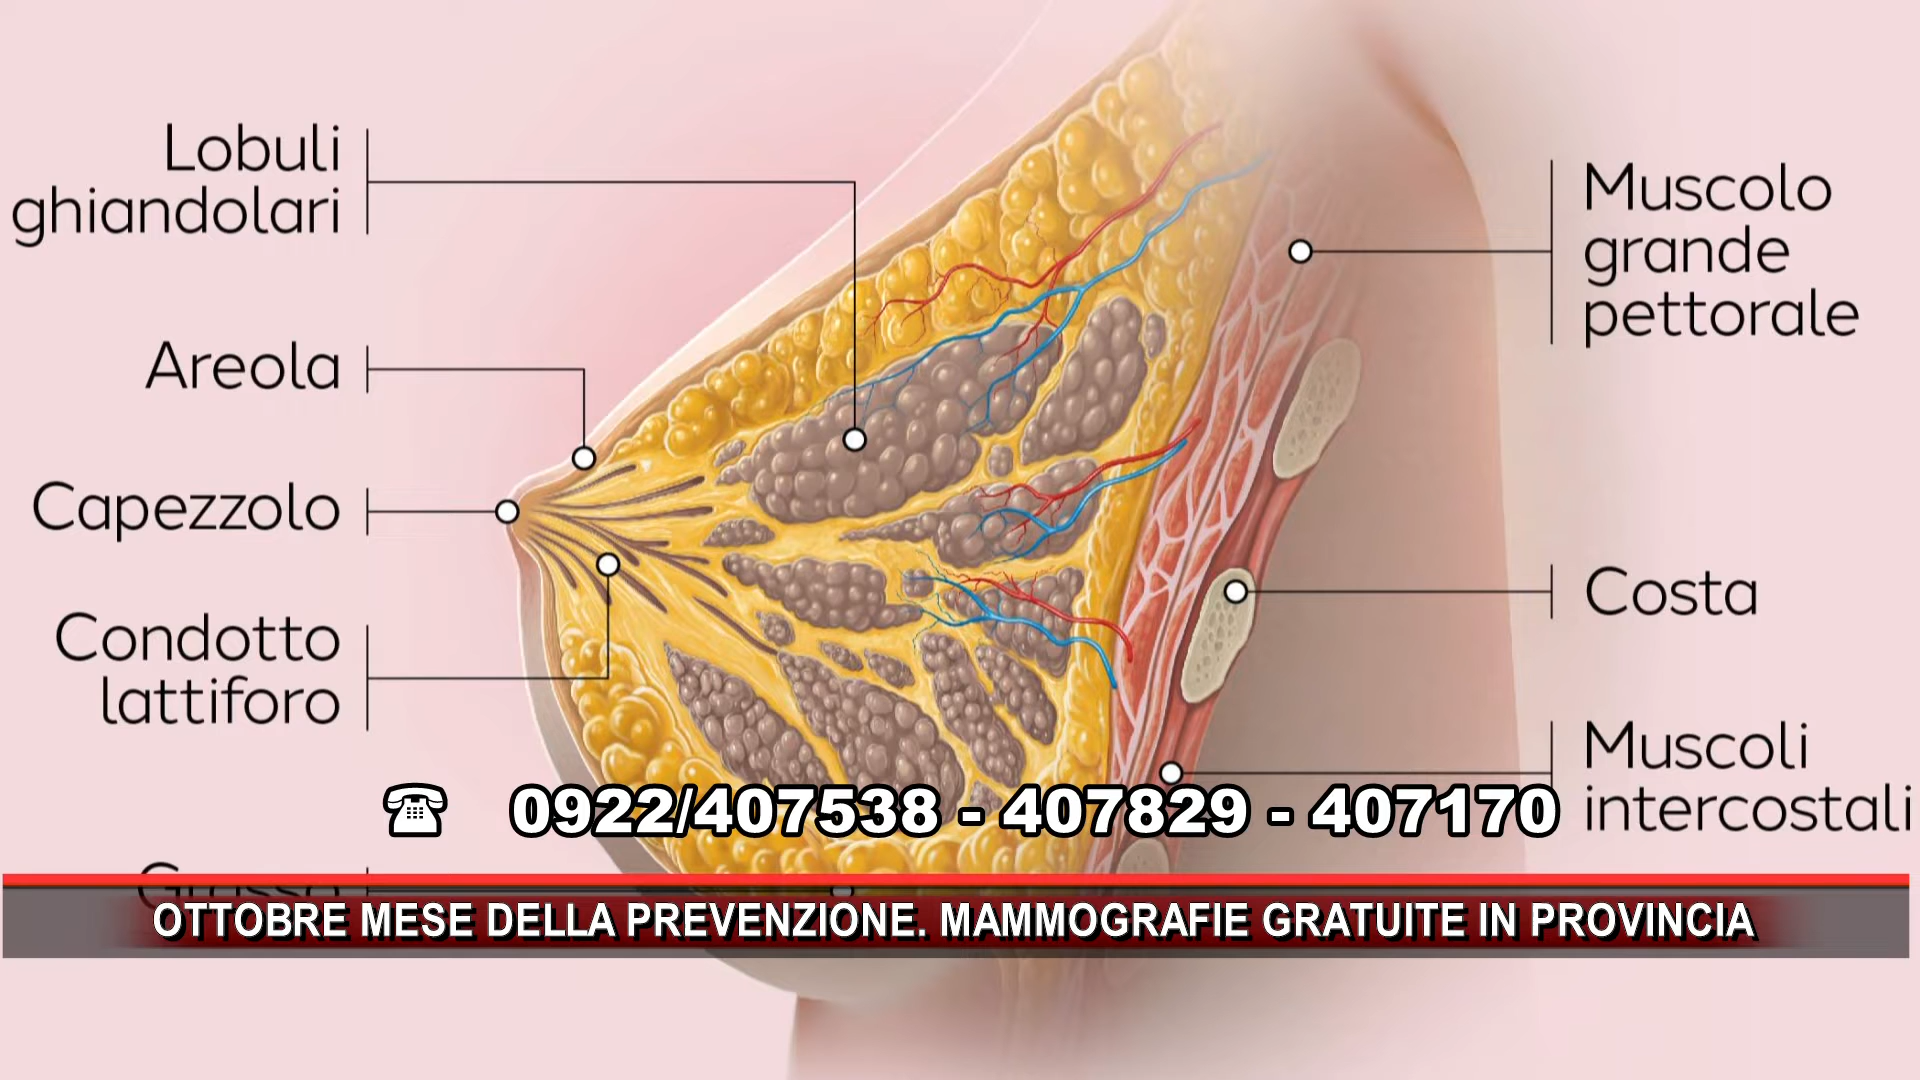 Lobuli
ghiandolari
Areola
Capezzolo
Condotto
lattiforo
Muscolo
grande
pettorale
Costa
Muscoli
intercostali
0922/407538 - 407829 - 407170
Grasso
OTTOBRE MESE DELLA PREVENZIONE. MAMMOGRAFIE GRATUITE IN PROVINCIA